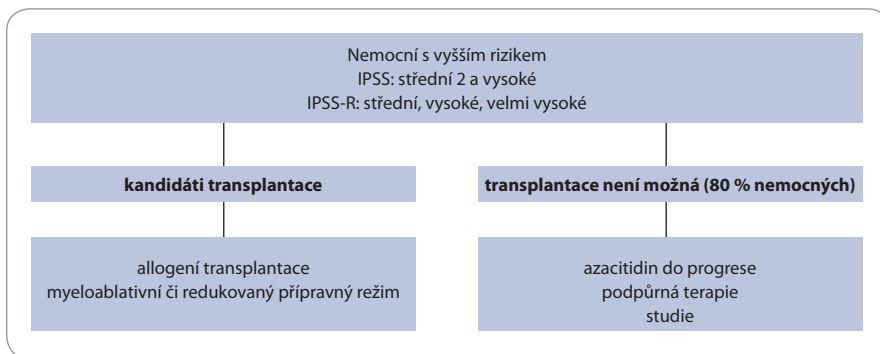 Nemocní s vyšším rizikem
IPSS: střední 2 a vysoké
IPSS-R: střední, vysoké, velmi vysoké
kandidáti transplantace
transplantace není možná (80 % nemocných)
allogení transplantace
myeloablativní či redukovaný přípravný režim
azacitidin do progrese
podpůrná terapie
studie